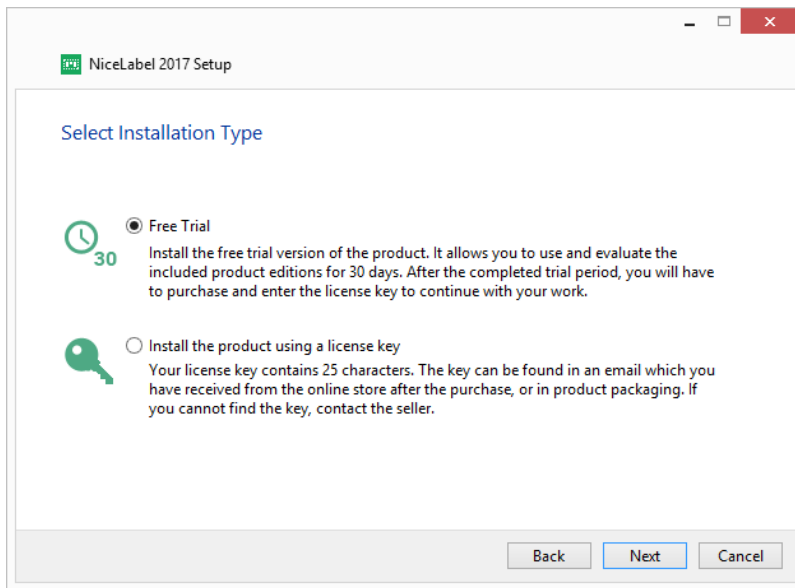 NiceLabel 2017 Setup
Select Installation Type
Free Trial
30
Install the free trial version of the product. It allows you to use and evaluate the
included product editions for 30 days. After the completed trial period, you will have
to purchase and enter the license key to continue with your work.
Install the product using a license key
Your license key contains 25 characters. The key can be found in an email which you
have received from the online store after the purchase, or in product packaging. If
you cannot find the key, contact the seller.
Back Next Cancel